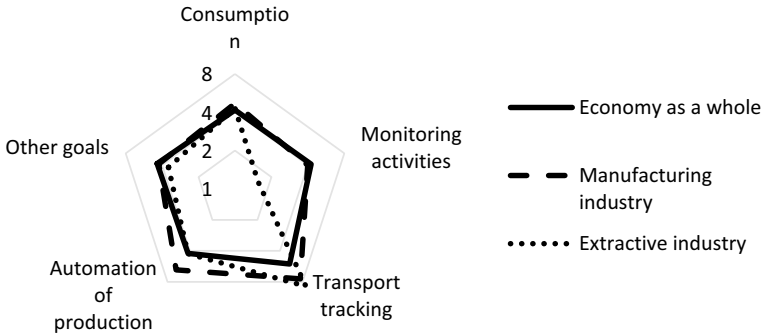 Consumptio
n
8
4
2
1
Monitoring
activities
Transport
tracking
Automation
of
production
Other goals
Economy as a whole
Manufacturing
industry
Extractive industry